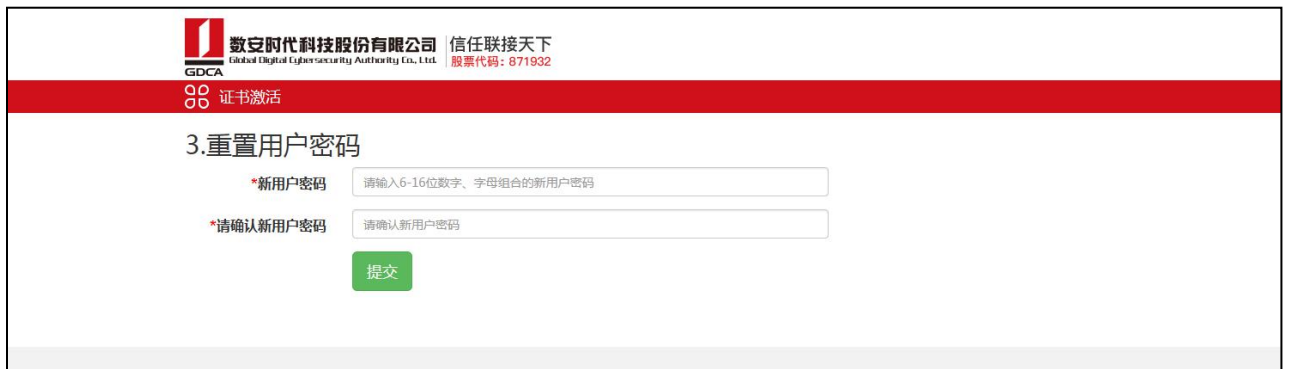 数安时代科技股份有限公司
Global Digital Cybersecurity Authority Co., Ltd.
信任联接天下
股票代码：871932
GDCA
证书激活
3.重置用户密码
*新用户密码 请输入6-16位数字、字母组合的新用户密码
*请确认新用户密码 请确认新用户密码
提交